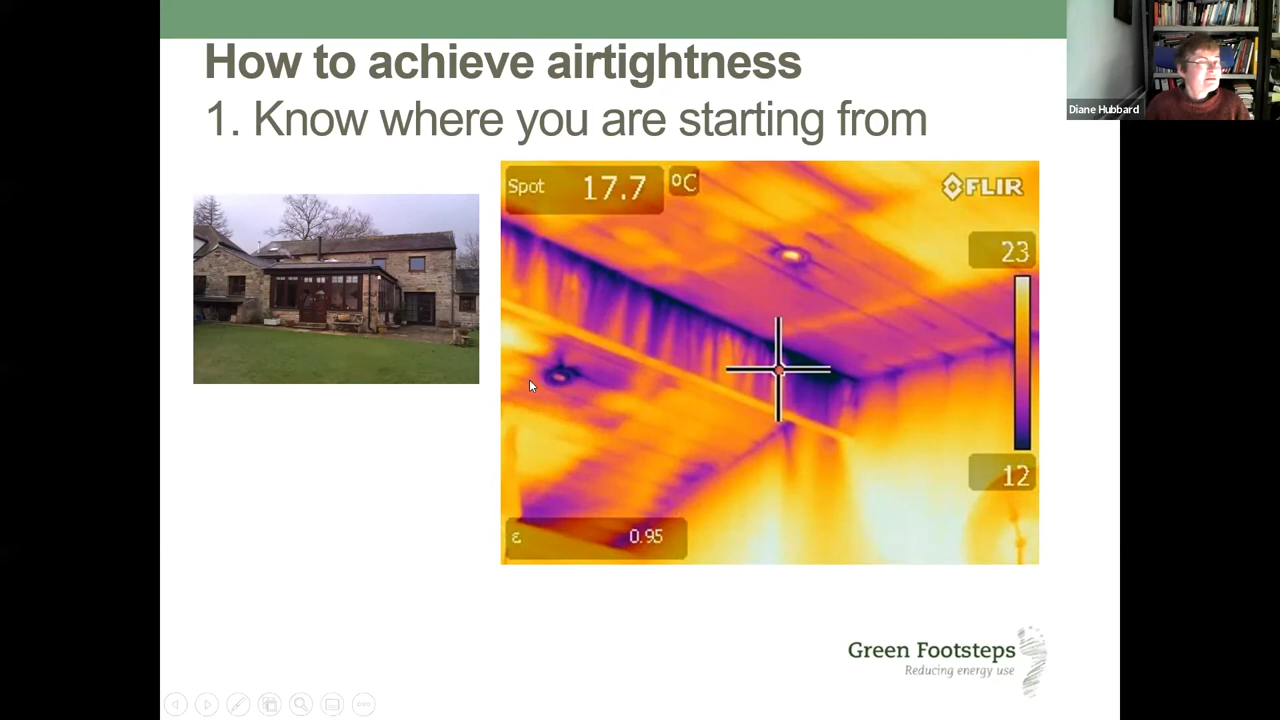 How to achieve airtightness
1. Know where you are starting from
Diane Hubbard
Spot 17.7 °C
FLIR
23
12
ε 0.95
Green Footsteps
Reducing energy use